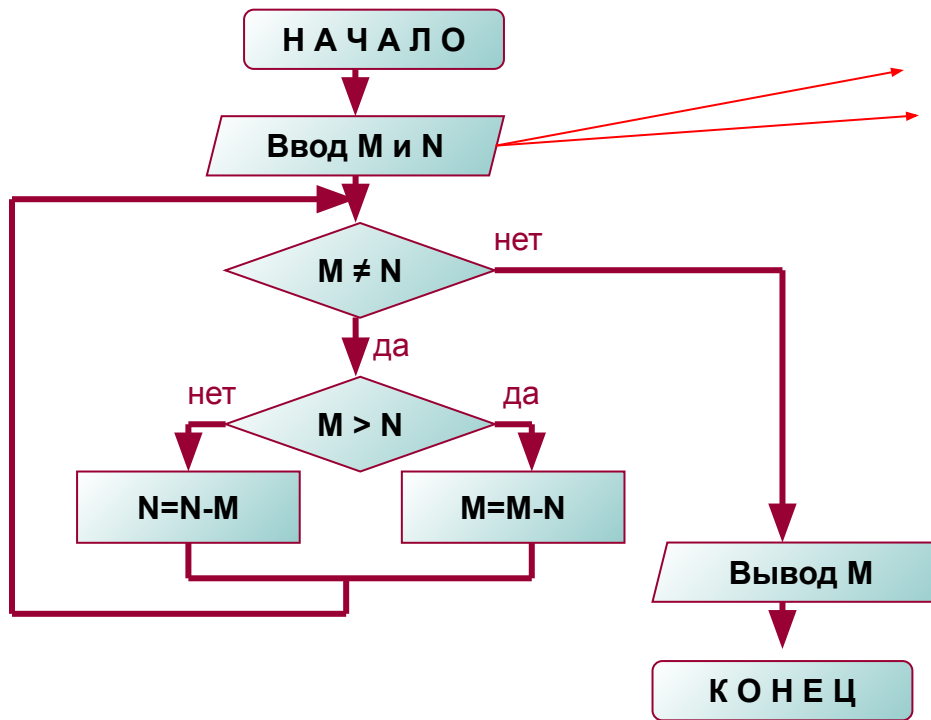 Н А Ч А Л О
Ввод M и N
M ≠ N
нет
да
M > N
нет
да
N=N-M
M=M-N
Вывод M
К О Н Е Ц